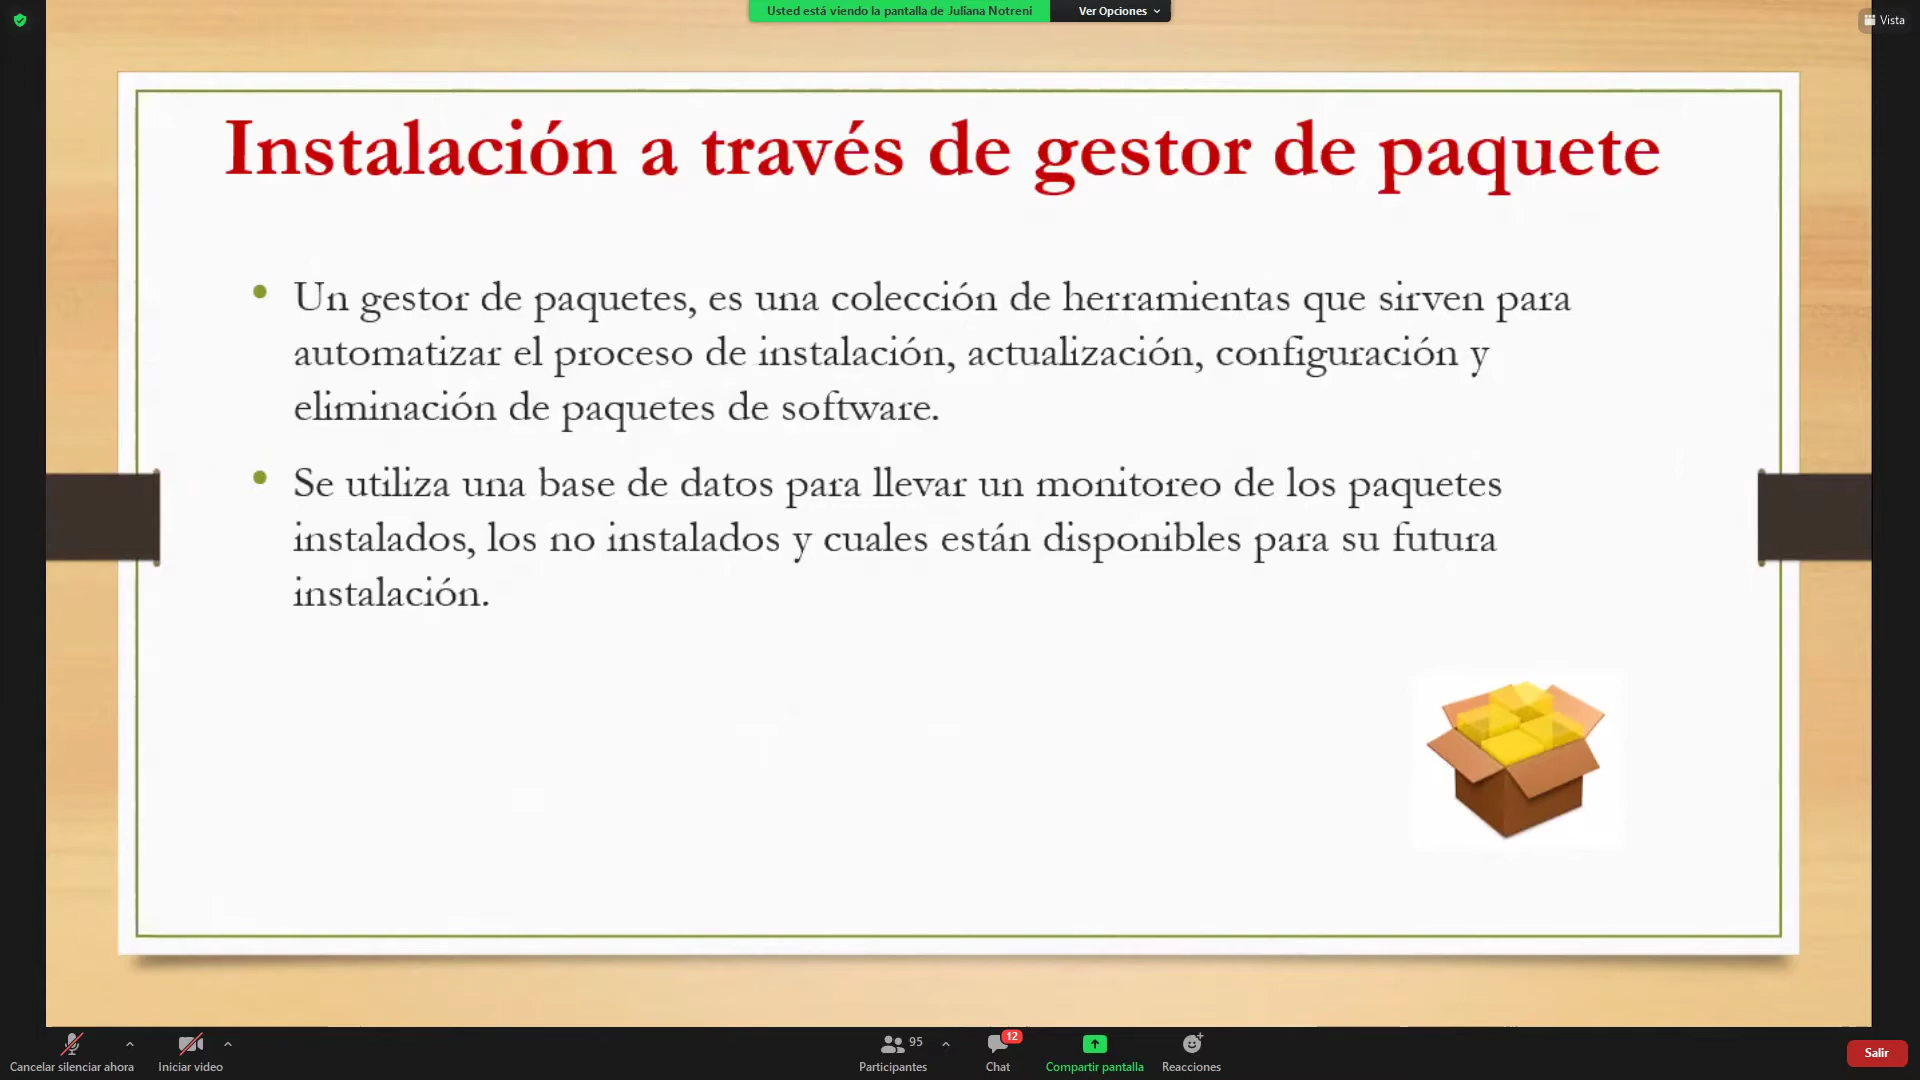 Usted está viendo la pantalla de Juliana Notreni
Ver Opciones
Vista
Instalación a través de gestor de paquete
• Un gestor de paquetes, es una colección de herramientas que sirven para
automatizar el proceso de instalación, actualización, configuración y
eliminación de paquetes de software.
• Se utiliza una base de datos para llevar un monitoreo de los paquetes
instalados, los no instalados y cuales están disponibles para su futura
instalación.
Cancelar silenciar ahora
Iniciar video
95
Participantes
12
Chat
Compartir pantalla
Reacciones
Salir